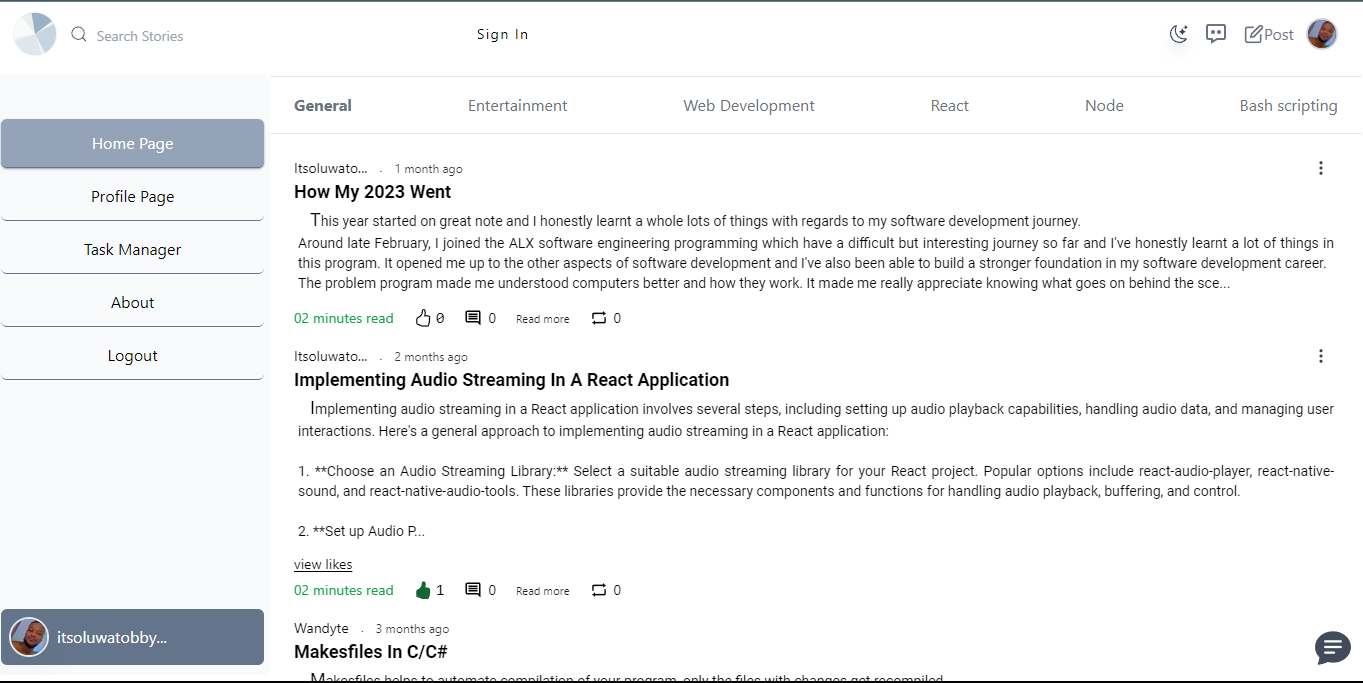 Search Stories
Sign In
Post
Home Page
Profile Page
Task Manager
About
Logout
itsoluwatobby...
General
Entertainment
Web Development
React
Node
Bash scripting
Itsoluwato... . 1 month ago
How My 2023 Went
This year started on great note and I honestly learnt a whole lots of things with regards to my software development journey.
Around late February, I joined the ALX software engineering programming which have a difficult but interesting journey so far and I've honestly learnt a lot of things in
this program. It opened me up to the other aspects of software development and I've also been able to build a stronger foundation in my software development career.
The problem program made me understood computers better and how they work. It made me really appreciate knowing what goes on behind the sce...
02 minutes read 0 0 Read more 0
Itsoluwato... . 2 months ago
Implementing Audio Streaming In A React Application
Implementing audio streaming in a React application involves several steps, including setting up audio playback capabilities, handling audio data, and managing user
interactions. Here's a general approach to implementing audio streaming in a React application:
1. **Choose an Audio Streaming Library:** Select a suitable audio streaming library for your React project. Popular options include react-audio-player, react-native-
sound, and react-native-audio-tools. These libraries provide the necessary components and functions for handling audio playback, buffering, and control.
2. **Set up Audio P...
view likes
02 minutes read 1 0 Read more 0
Wandyte . 3 months ago
Makesfiles In C/C#
Makesfiles helps to automate compilation of your program, only the files with changes get recompiled